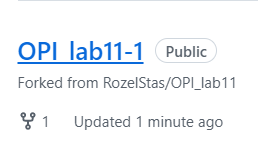 OPI_lab11-1 Public
Forked from RozelStas/OPI_lab11
1 Updated 1 minute ago